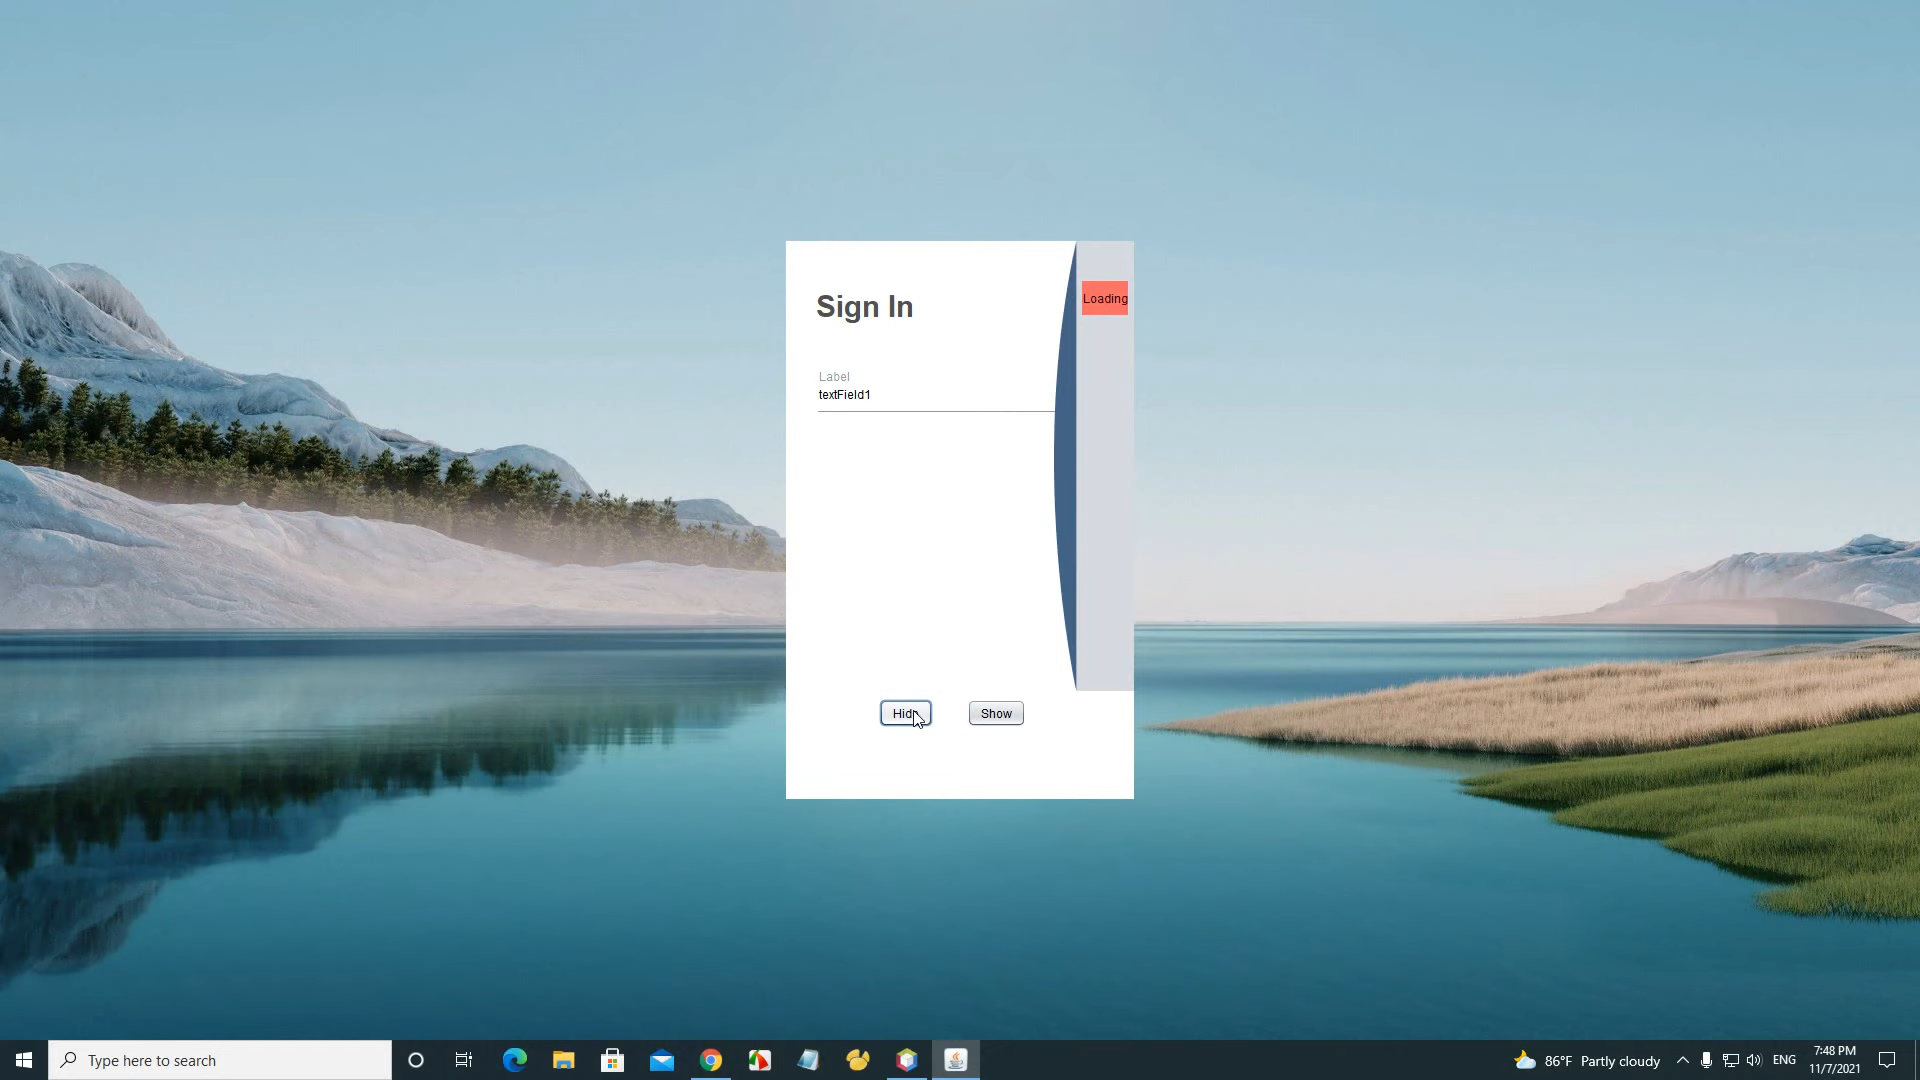 Sign In
Loading
Label
textField1
Show
Type here to search
86°F Partly cloudy
ENG
7:48 PM
11/7/2021